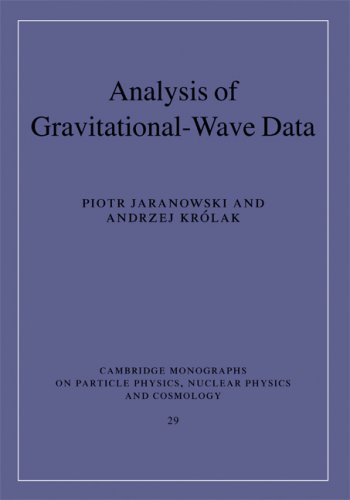 Analysis of
Gravitational-Wave Data
PIOTR JARANOWSKI AND
ANDRZEJ KRÓLAK
CAMBRIDGE MONOGRAPHS
ON PARTICLE PHYSICS, NUCLEAR PHYSICS
AND COSMOLOGY
29